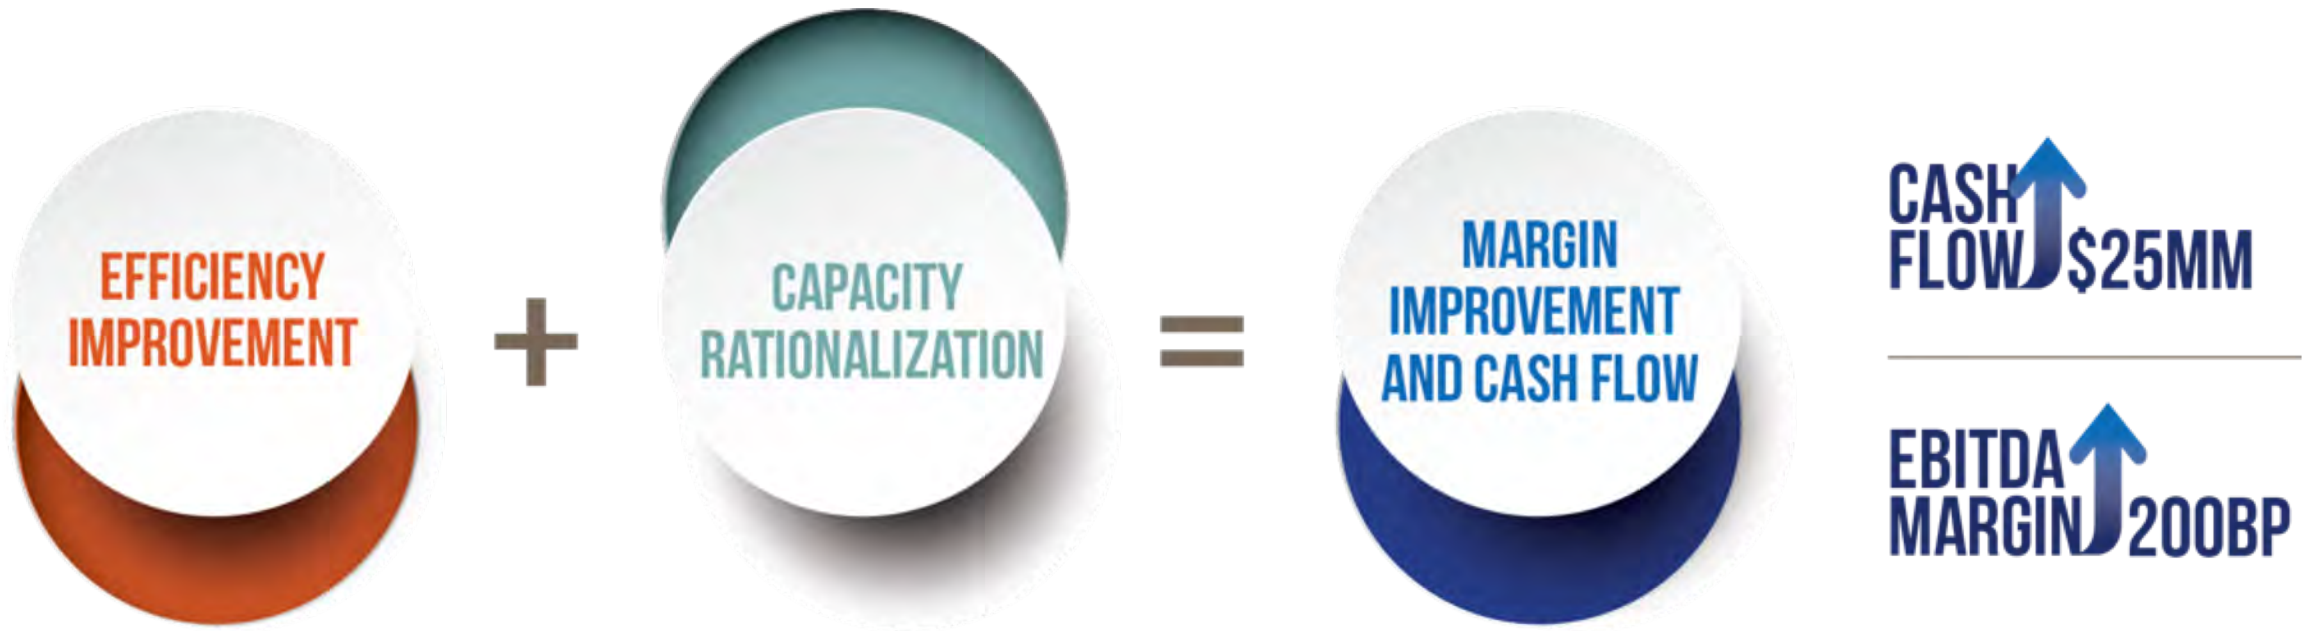 EFFICIENCY
IMPROVEMENT
+
CAPACITY
RATIONALIZATION
=
MARGIN
IMPROVEMENT
AND CASH FLOW
CASH
FLOW $25MM
EBITDA
MARGIN 200BP